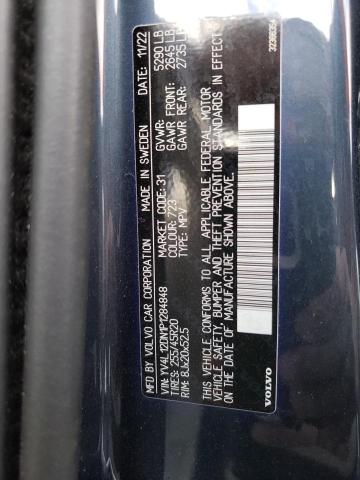 MFD BY VOLVO CAR CORPORATION MADE IN SWEDEN DATE: 11/22
VIN: YV4L12DN1P1284848 MARKET CODE: 31 GVWR: 5290 LB
TIRES: 255/45R20 COLOUR: 723 GAWR FRONT: 2645 LB
RIM: 8Jx20x52.5 TYPE: MPV GAWR REAR: 2735 LB
THIS VEHICLE CONFORMS TO ALL APPLICABLE FEDERAL MOTOR
VEHICLE SAFETY, BUMPER AND THEFT PREVENTION STANDARDS IN EFFECT
ON THE DATE OF MANUFACTURE SHOWN ABOVE.
VOLVO